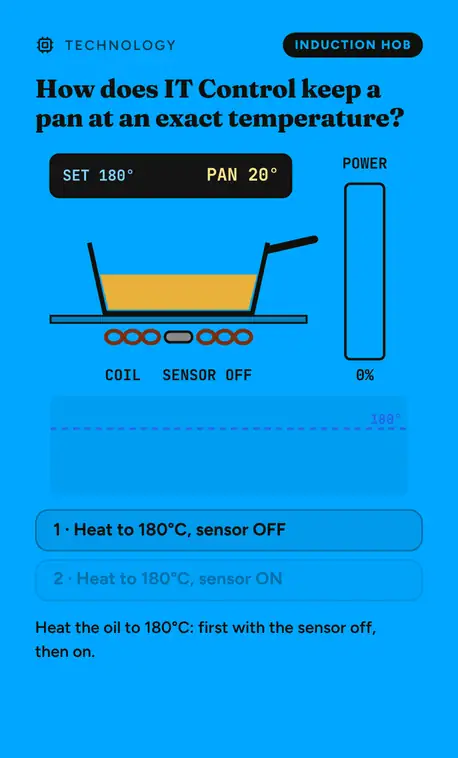 TECHNOLOGY
INDUCTION HOB
How does IT Control keep a
pan at an exact temperature?
POWER
SET 180°
PAN 20°
COIL
SENSOR OFF
0%
180°
1 · Heat to 180°C, sensor OFF
2 · Heat to 180°C, sensor ON
Heat the oil to 180°C: first with the sensor off,
then on.